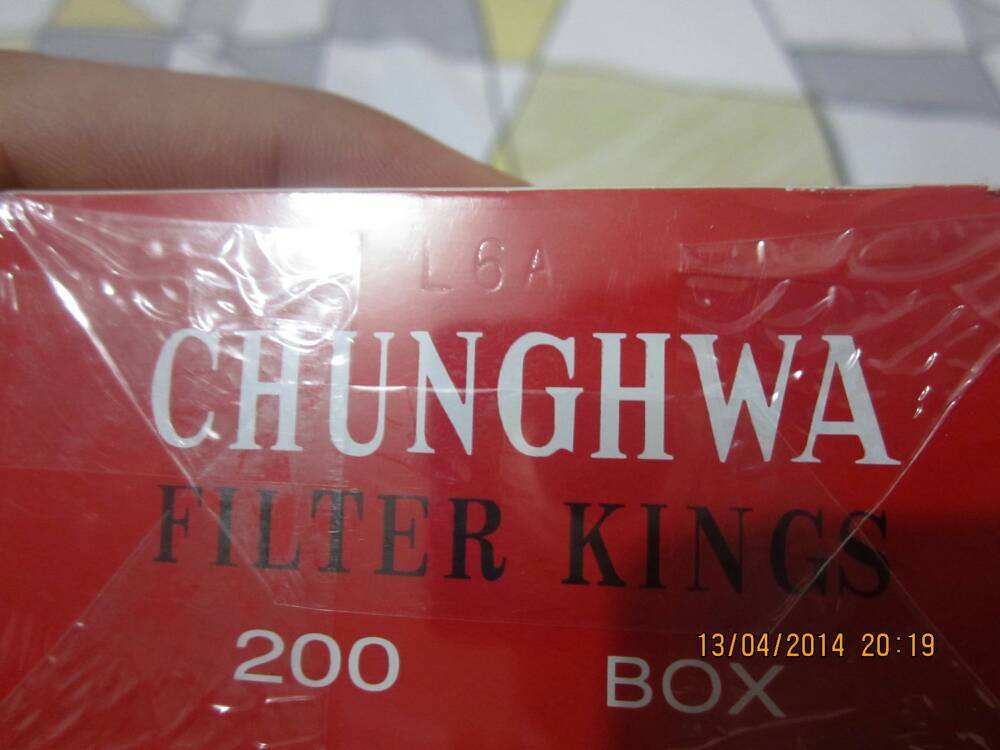 L6A
CHUNGHWA
FILTER KINGS
200 BOX
13/04/2014 20:19